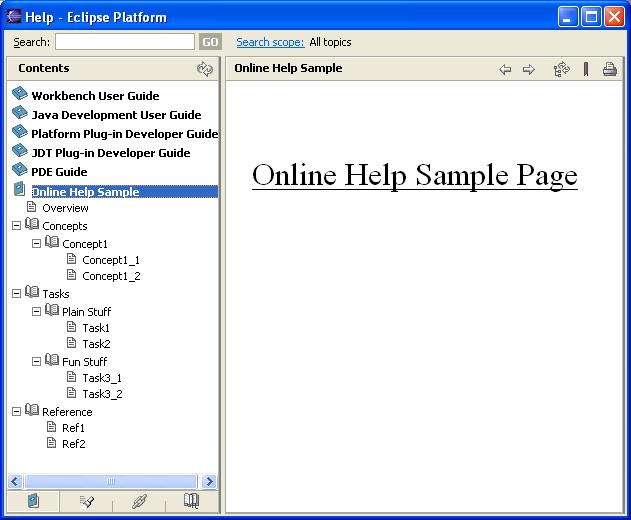 Help - Eclipse Platform
Search: GO Search scope: All topics
Contents
Workbench User Guide
Java Development User Guide
Platform Plug-in Developer Guide
JDT Plug-in Developer Guide
PDE Guide
Online Help Sample
Overview
Concepts
Concept1
Concept1_1
Concept1_2
Tasks
Plain Stuff
Task1
Task2
Fun Stuff
Task3_1
Task3_2
Reference
Ref1
Ref2
Online Help Sample
Online Help Sample Page